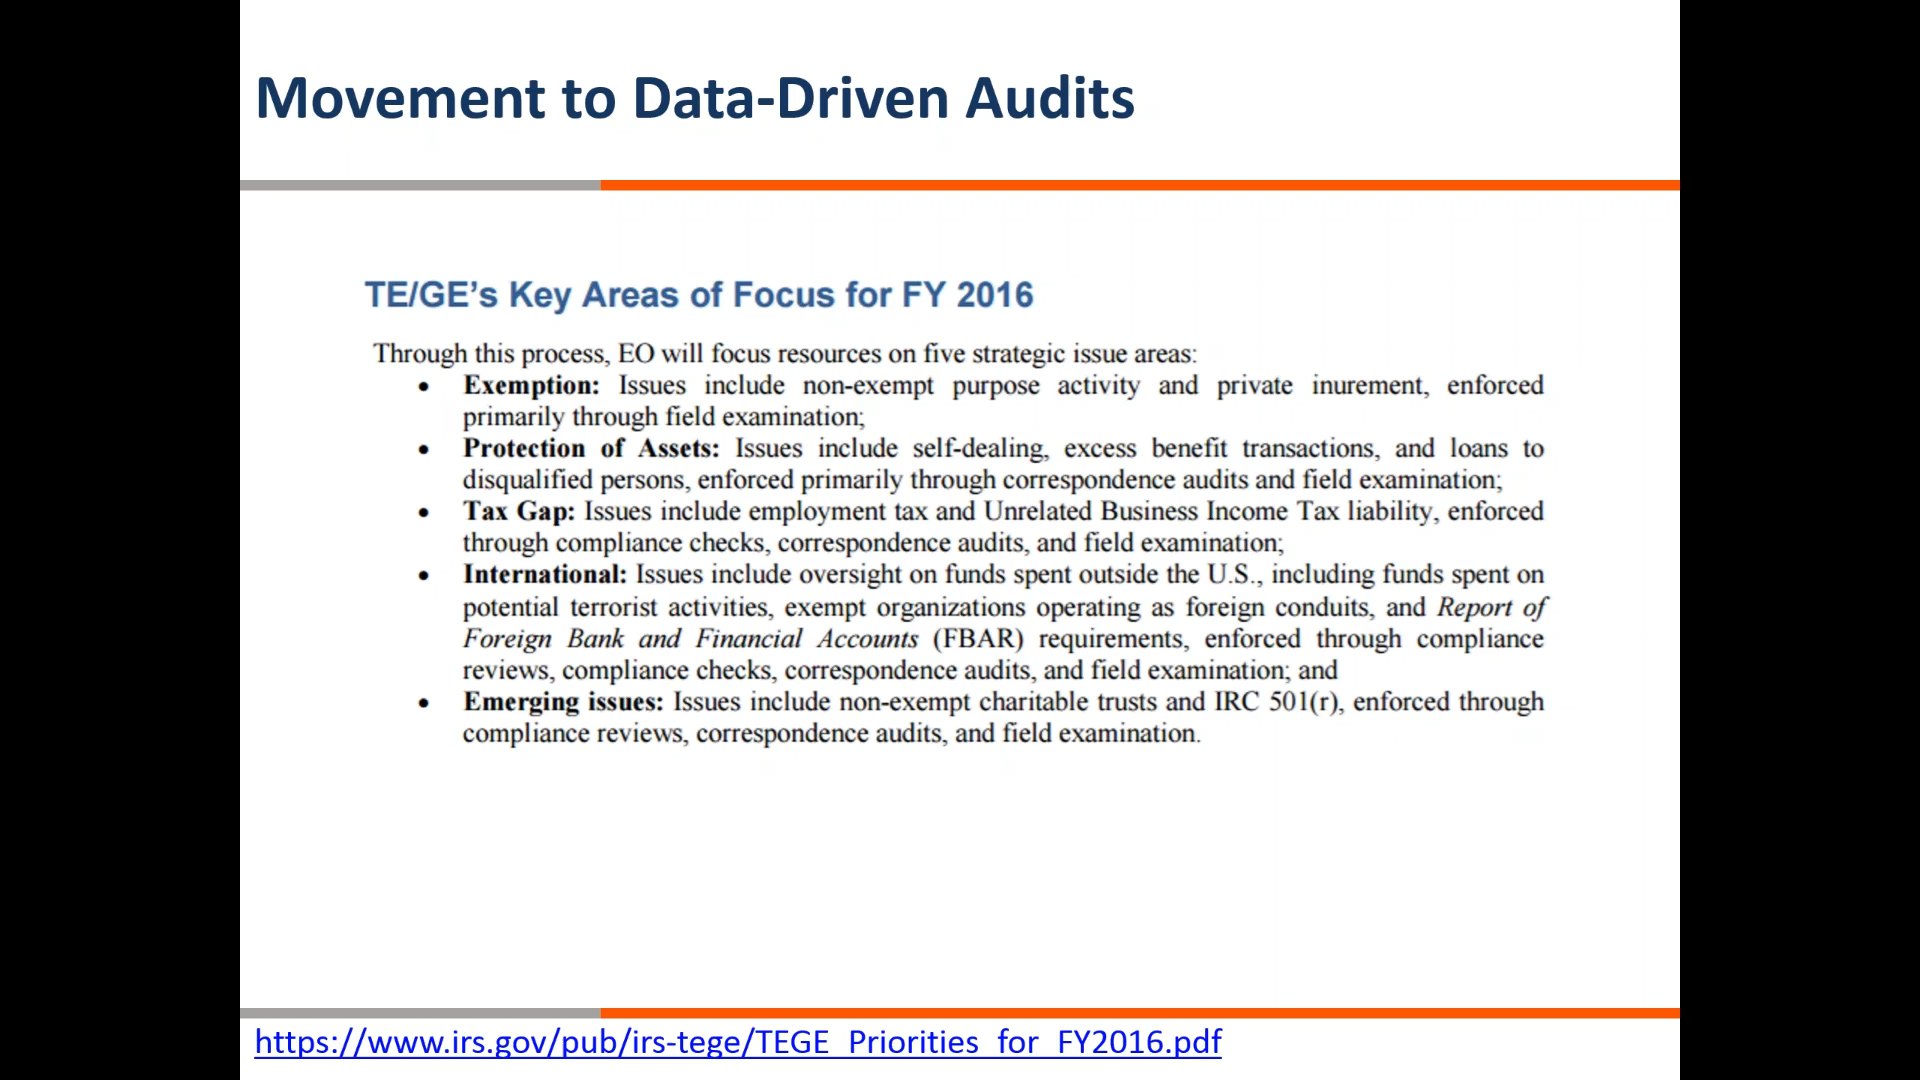 Movement to Data-Driven Audits
TE/GE’s Key Areas of Focus for FY 2016
Through this process, EO will focus resources on five strategic issue areas:
• Exemption: Issues include non-exempt purpose activity and private inurement, enforced
primarily through field examination;
• Protection of Assets: Issues include self-dealing, excess benefit transactions, and loans to
disqualified persons, enforced primarily through correspondence audits and field examination;
• Tax Gap: Issues include employment tax and Unrelated Business Income Tax liability, enforced
through compliance checks, correspondence audits, and field examination;
• International: Issues include oversight on funds spent outside the U.S., including funds spent on
potential terrorist activities, exempt organizations operating as foreign conduits, and Report of
Foreign Bank and Financial Accounts (FBAR) requirements, enforced through compliance
reviews, compliance checks, correspondence audits, and field examination; and
• Emerging issues: Issues include non-exempt charitable trusts and IRC 501(r), enforced through
compliance reviews, correspondence audits, and field examination.
https://www.irs.gov/pub/irs-tege/TEGE_Priorities_for_FY2016.pdf